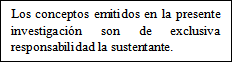 Los conceptos emitidos en la presente
investigación son de exclusiva
responsabilidad la sustentante.